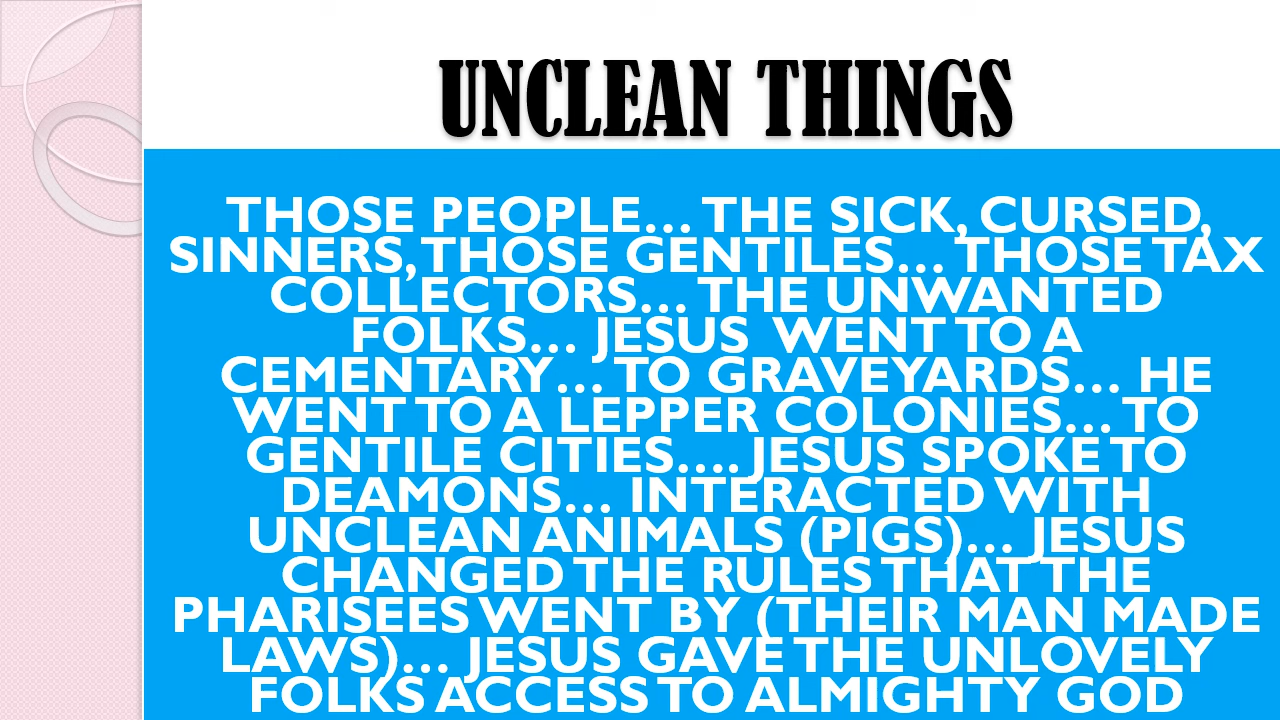 UNCLEAN THINGS
THOSE PEOPLE... THE SICK, CURSED,
SINNERS, THOSE GENTILES... THOSE TAX
COLLECTORS... THE UNWANTED
FOLKS... JESUS WENT TO A
CEMENTARY... TO GRAVEYARDS... HE
WENT TO A LEPPER COLONIES... TO
GENTILE CITIES.... JESUS SPOKE TO
DEAMONS... INTERACTED WITH
UNCLEAN ANIMALS (PIGS)... JESUS
CHANGED THE RULES THAT THE
PHARISEES WENT BY (THEIR MAN MADE
LAWS)... JESUS GAVE THE UNLOVELY
FOLKS ACCESS TO ALMIGHTY GOD